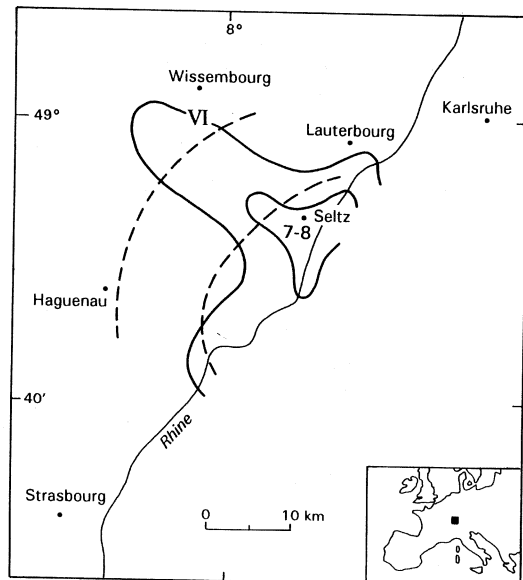 8°
Wissembourg
49°
VI
Karlsruhe
Lauterbourg
Seltz
7-8
Haguenau
40'
Rhine
Strasbourg
0 10 km